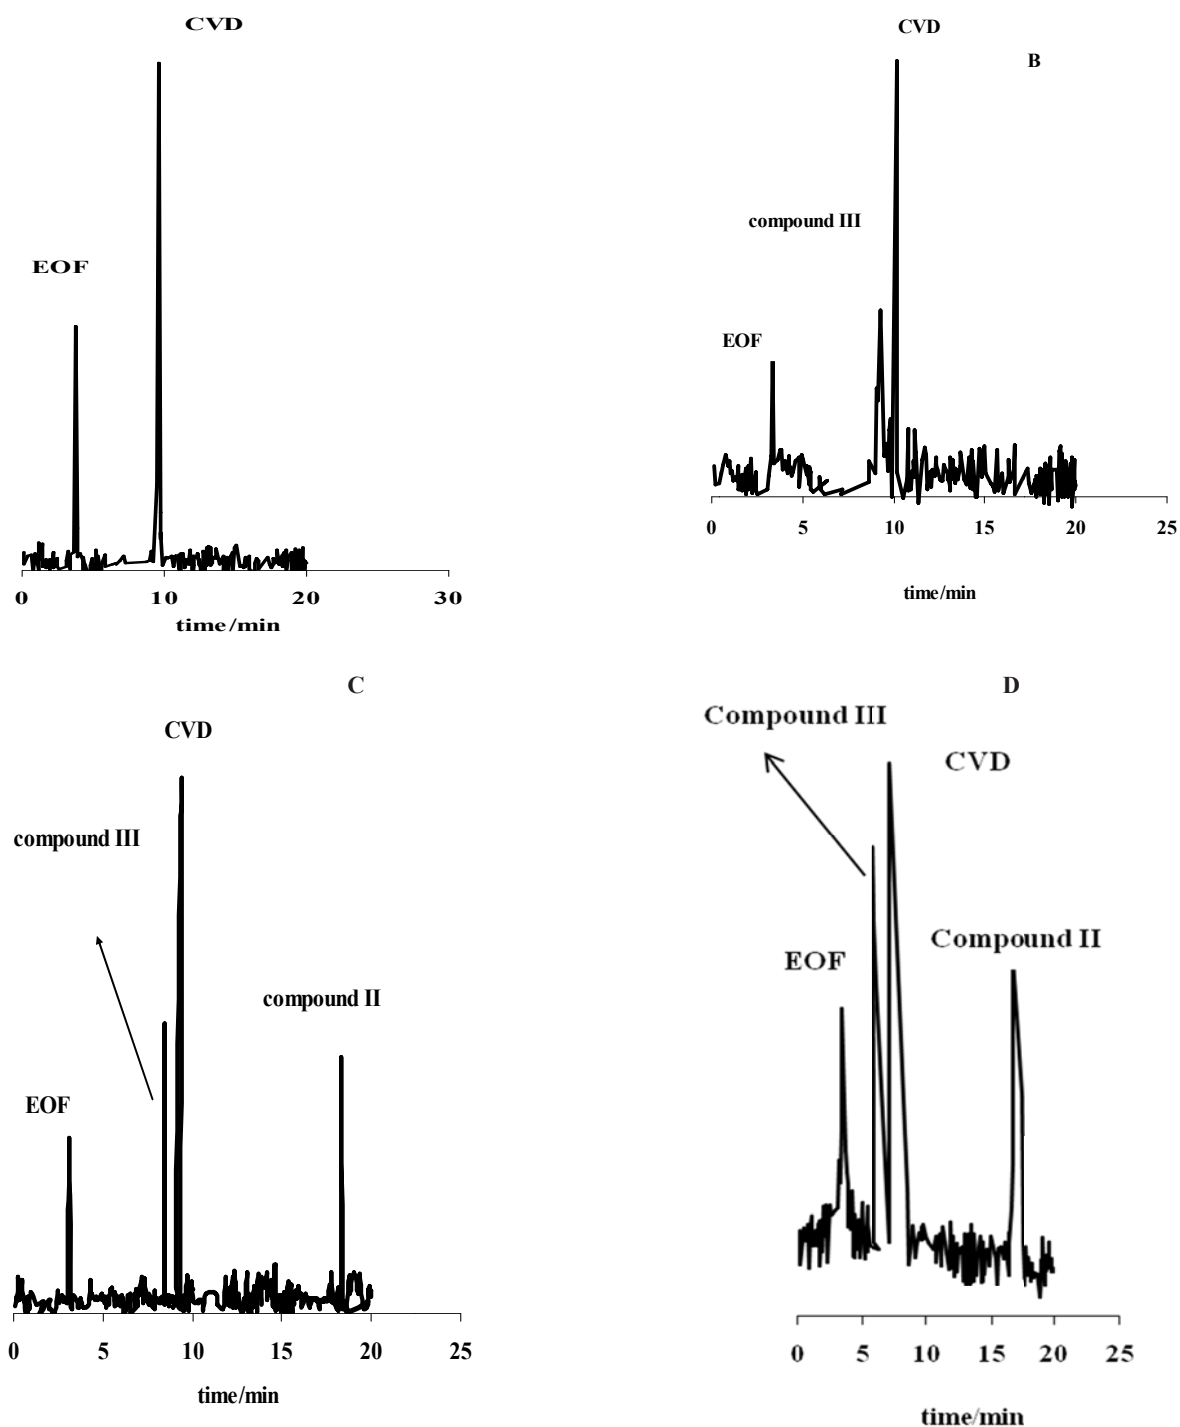 CVD
EOF
0 10 20 30
time/min
CVD
B
compound III
EOF
0 5 10 15 20 25
time/min
C
CVD
compound III
compound II
EOF
0 5 10 15 20 25
time/min
D
Compound III
CVD
Compound II
EOF
0 5 10 15 20 25
time/min